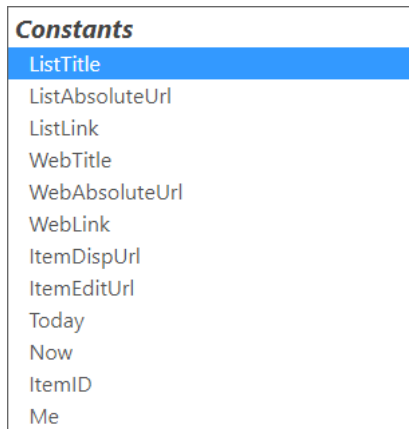 Constants
ListTitle
ListAbsoluteUrl
ListLink
WebTitle
WebAbsoluteUrl
WebLink
ItemDispUrl
ItemEditUrl
Today
Now
ItemID
Me